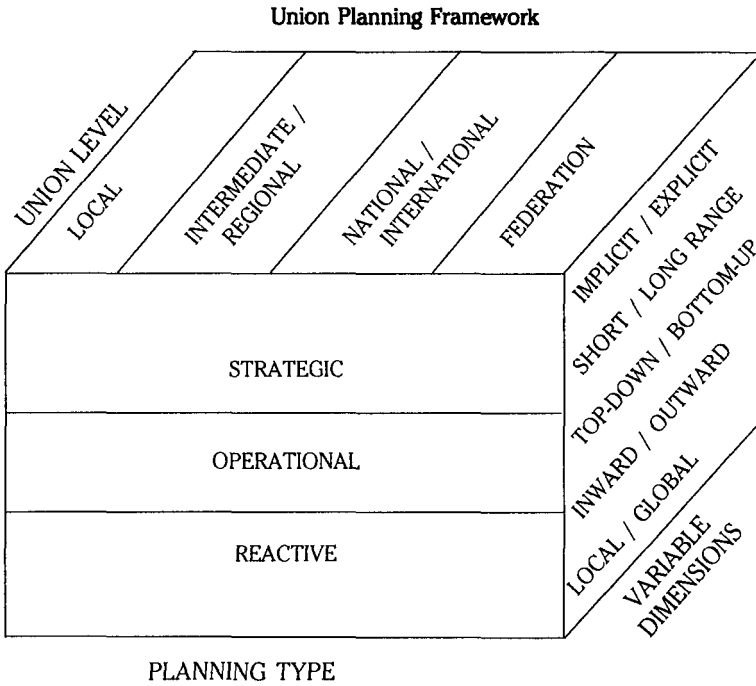 Union Planning Framework
UNION LEVEL
LOCAL
INTERMEDIATE /
REGIONAL
NATIONAL /
INTERNATIONAL
FEDERATION
IMPLICIT / EXPLICIT
SHORT / LONG RANGE
TOP-DOWN / BOTTOM-UP
INWARD / OUTWARD
LOCAL / GLOBAL
VARIABLE
DIMENSIONS
STRATEGIC
OPERATIONAL
REACTIVE
PLANNING TYPE